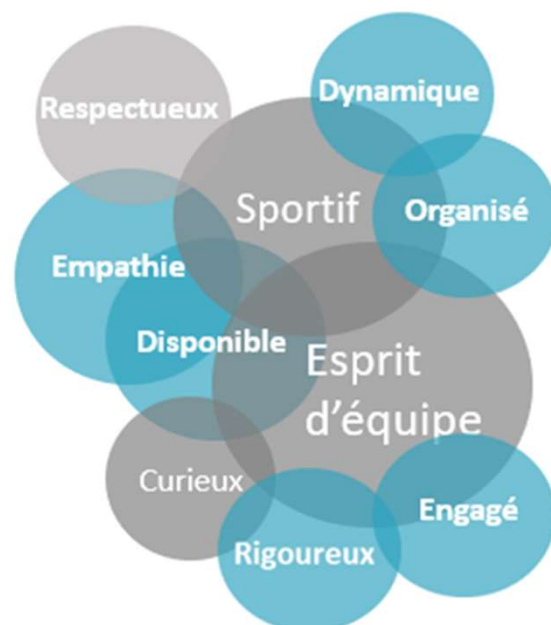 Dynamique
Respectueux
Sportif
Organisé
Empathie
Disponible
Esprit
d’équipe
Curieux
Engagé
Rigoureux